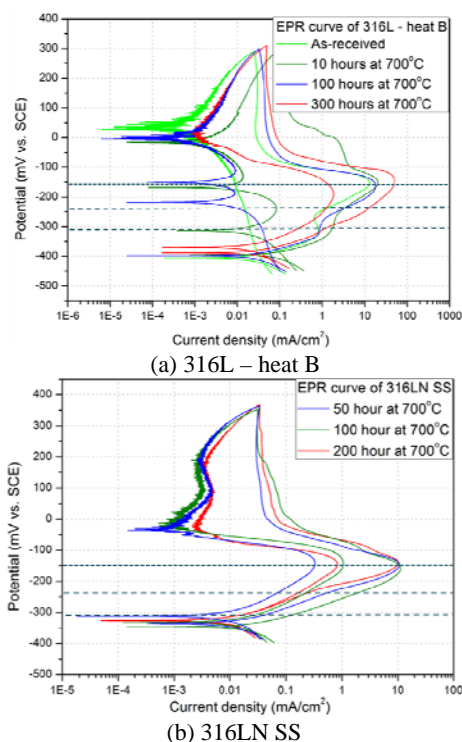 EPR curve of 316L - heat B
As-received
10 hours at 700°C
100 hours at 700°C
300 hours at 700°C
400
300
200
100
0
-100
-200
-300
-400
-500
Potential (mV vs. SCE)
1E-6 1E-5 1E-4 1E-3 0.01 0.1 1 10 100 1000
Current density (mA/cm²)
(a) 316L – heat B
EPR curve of 316LN SS
50 hour at 700°C
100 hour at 700°C
200 hour at 700°C
400
300
200
100
0
-100
-200
-300
-400
-500
Potential (mV vs. SCE)
1E-5 1E-4 1E-3 0.01 0.1 1 10 100
Current density (mA/cm²)
(b) 316LN SS